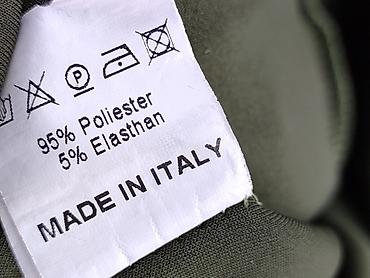 P
95% Poliester
5% Elasthan
MADE IN ITALY